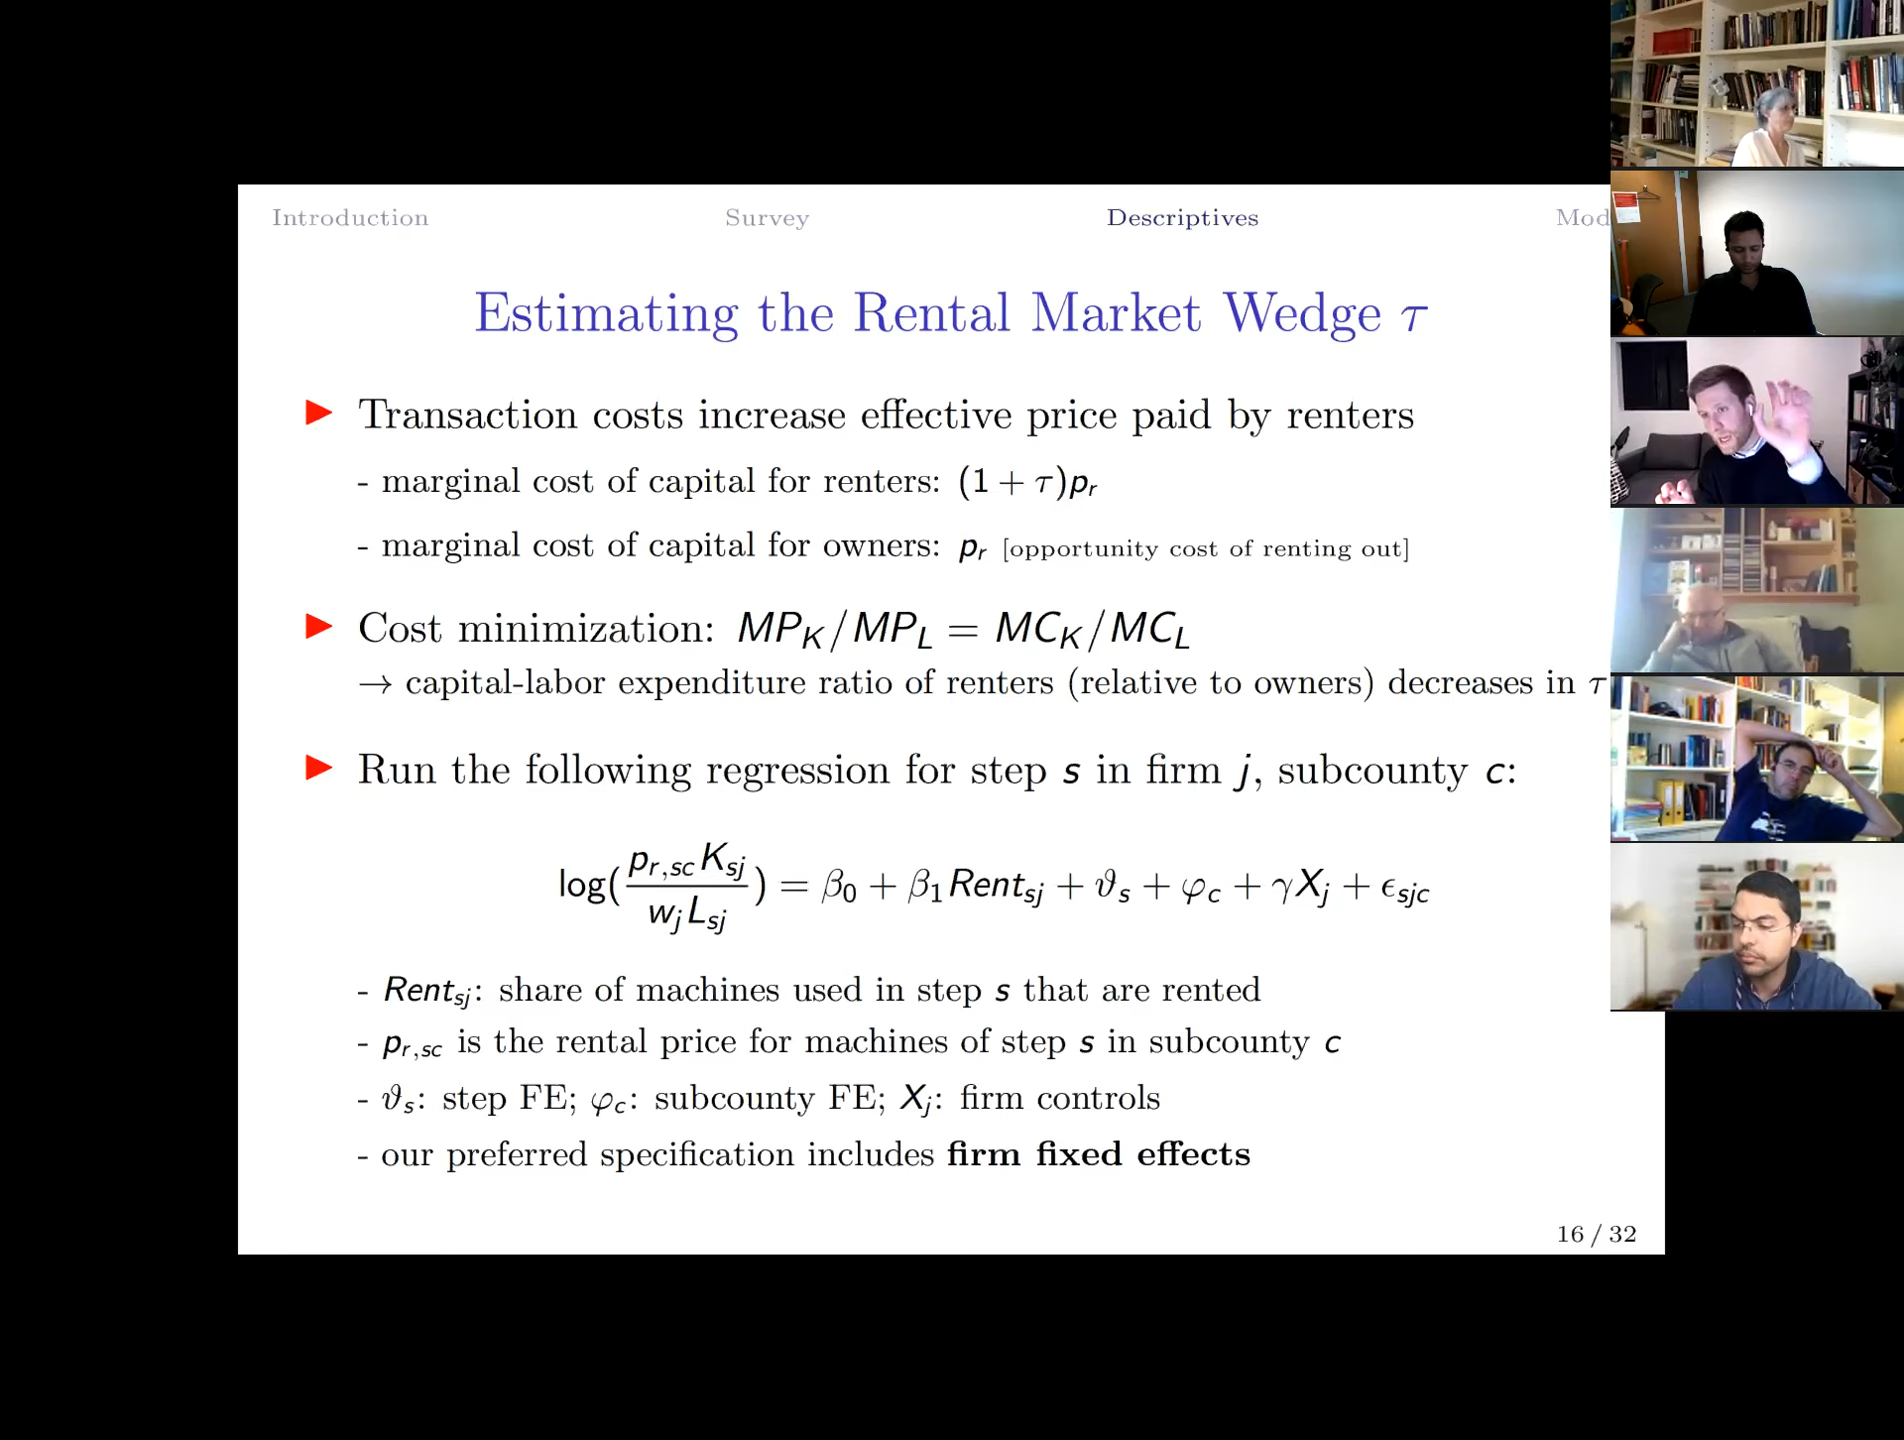 Introduction Survey Descriptives Mod
Estimating the Rental Market Wedge τ
▶ Transaction costs increase effective price paid by renters
- marginal cost of capital for renters: (1 + τ)p_r
- marginal cost of capital for owners: p_r [opportunity cost of renting out]
▶ Cost minimization: MP_K/MP_L = MC_K/MC_L
→ capital-labor expenditure ratio of renters (relative to owners) decreases in τ
▶ Run the following regression for step s in firm j, subcounty c:
log(p_{r,sc}K_{sj} / w_jL_{sj}) = β_0 + β_1Rent_{sj} + ϑ_s + φ_c + γX_j + ϵ_{sjc}
- Rent_{sj}: share of machines used in step s that are rented
- p_{r,sc} is the rental price for machines of step s in subcounty c
- ϑ_s: step FE; φ_c: subcounty FE; X_j: firm controls
- our preferred specification includes firm fixed effects
16 / 32